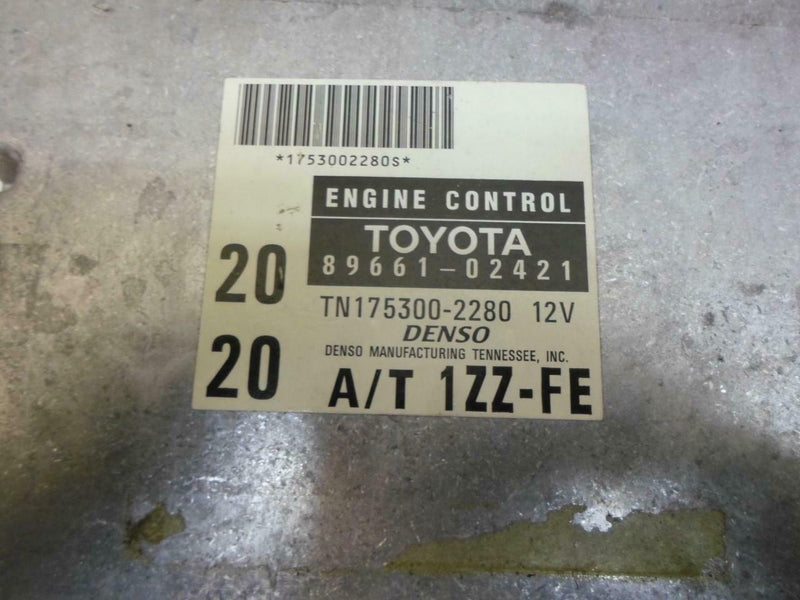 *1753002280S*
ENGINE CONTROL
TOYOTA
89661-02421
20
TN175300-2280 12V
DENSO
DENSO MANUFACTURING TENNESSEE, INC.
20
A/T 1ZZ-FE